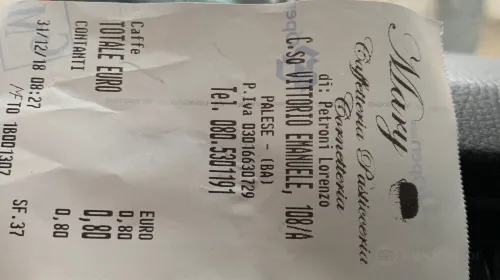 Mary
Caffetteria Pasticceria
Cornetteria
di: Petroni Lorenzo
C.so VITTORIO EMANUELE, 108/A
PALESE - (BA)
P.Iva 03016630729
Tel. 080.5301191
EURO
Caffe 0,80
TOTALE EURO 0,80
CONTANTI 0,80
31/12/18 08:27 SF.37